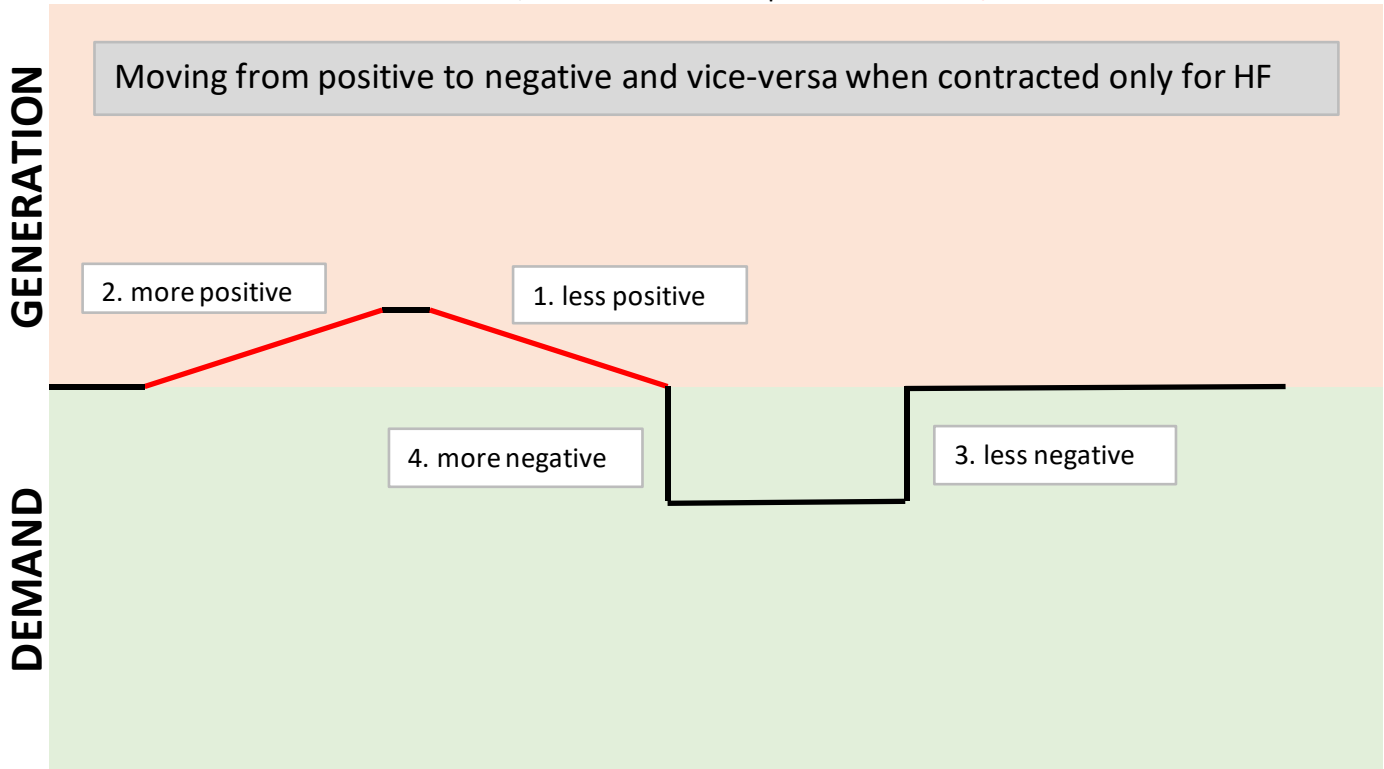 Moving from positive to negative and vice-versa when contracted only for HF
GENERATION
2. more positive
1. less positive
4. more negative
3. less negative
DEMAND